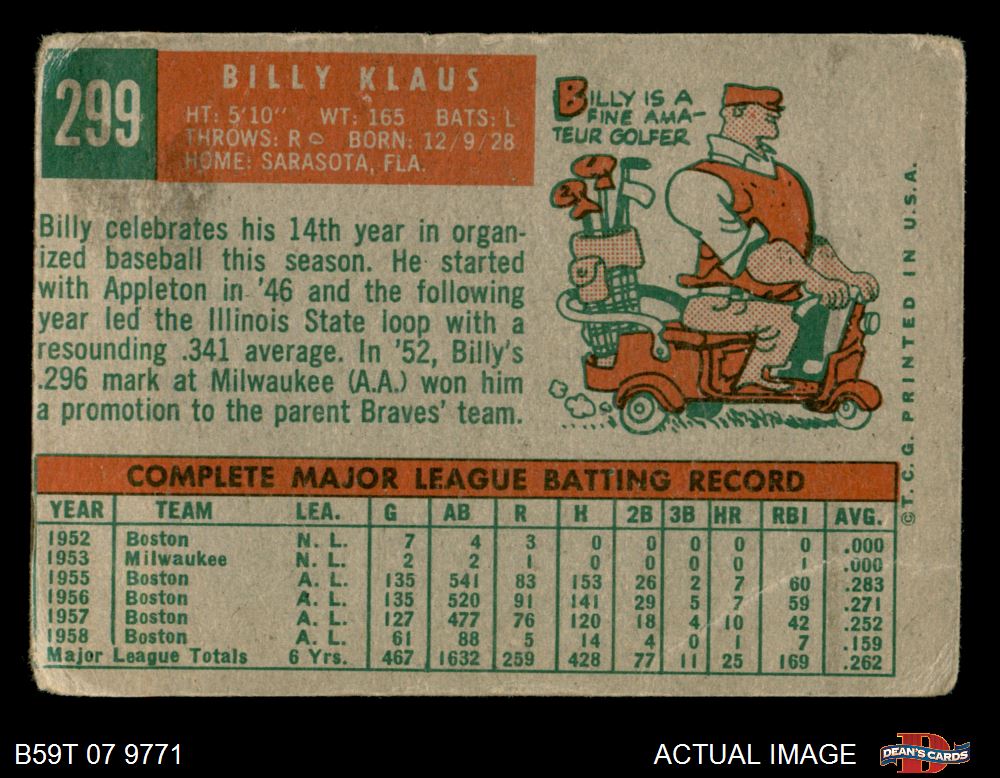 299
BILLY KLAUS
HT: 5'10" WT: 165 BATS: L
THROWS: R BORN: 12/9/28
HOME: SARASOTA, FLA.
BILLY IS A
FINE AMA-
TEUR GOLFER
Billy celebrates his 14th year in organ-
ized baseball this season. He started
with Appleton in '46 and the following
year led the Illinois State loop with a
resounding .341 average. In '52, Billy's
.296 mark at Milwaukee (A.A.) won him
a promotion to the parent Braves' team.
©T. C. G. PRINTED IN U.S.A.
COMPLETE MAJOR LEAGUE BATTING RECORD
YEAR TEAM LEA. G AB R H 2B 3B HR RBI AVG.
1952 Boston N. L. 7 4 3 0 0 0 0 0 .000
1953 Milwaukee N. L. 2 2 1 0 0 0 0 1 .000
1955 Boston A. L. 135 541 83 153 26 2 7 60 .283
1956 Boston A. L. 135 520 91 141 29 5 7 59 .271
1957 Boston A. L. 127 477 76 120 18 4 10 42 .252
1958 Boston A. L. 61 88 5 14 4 0 1 7 .159
Major League Totals 6 Yrs. 467 1632 259 428 77 11 25 169 .262
B59T 07 9771
ACTUAL IMAGE
DEAN'S CARDS